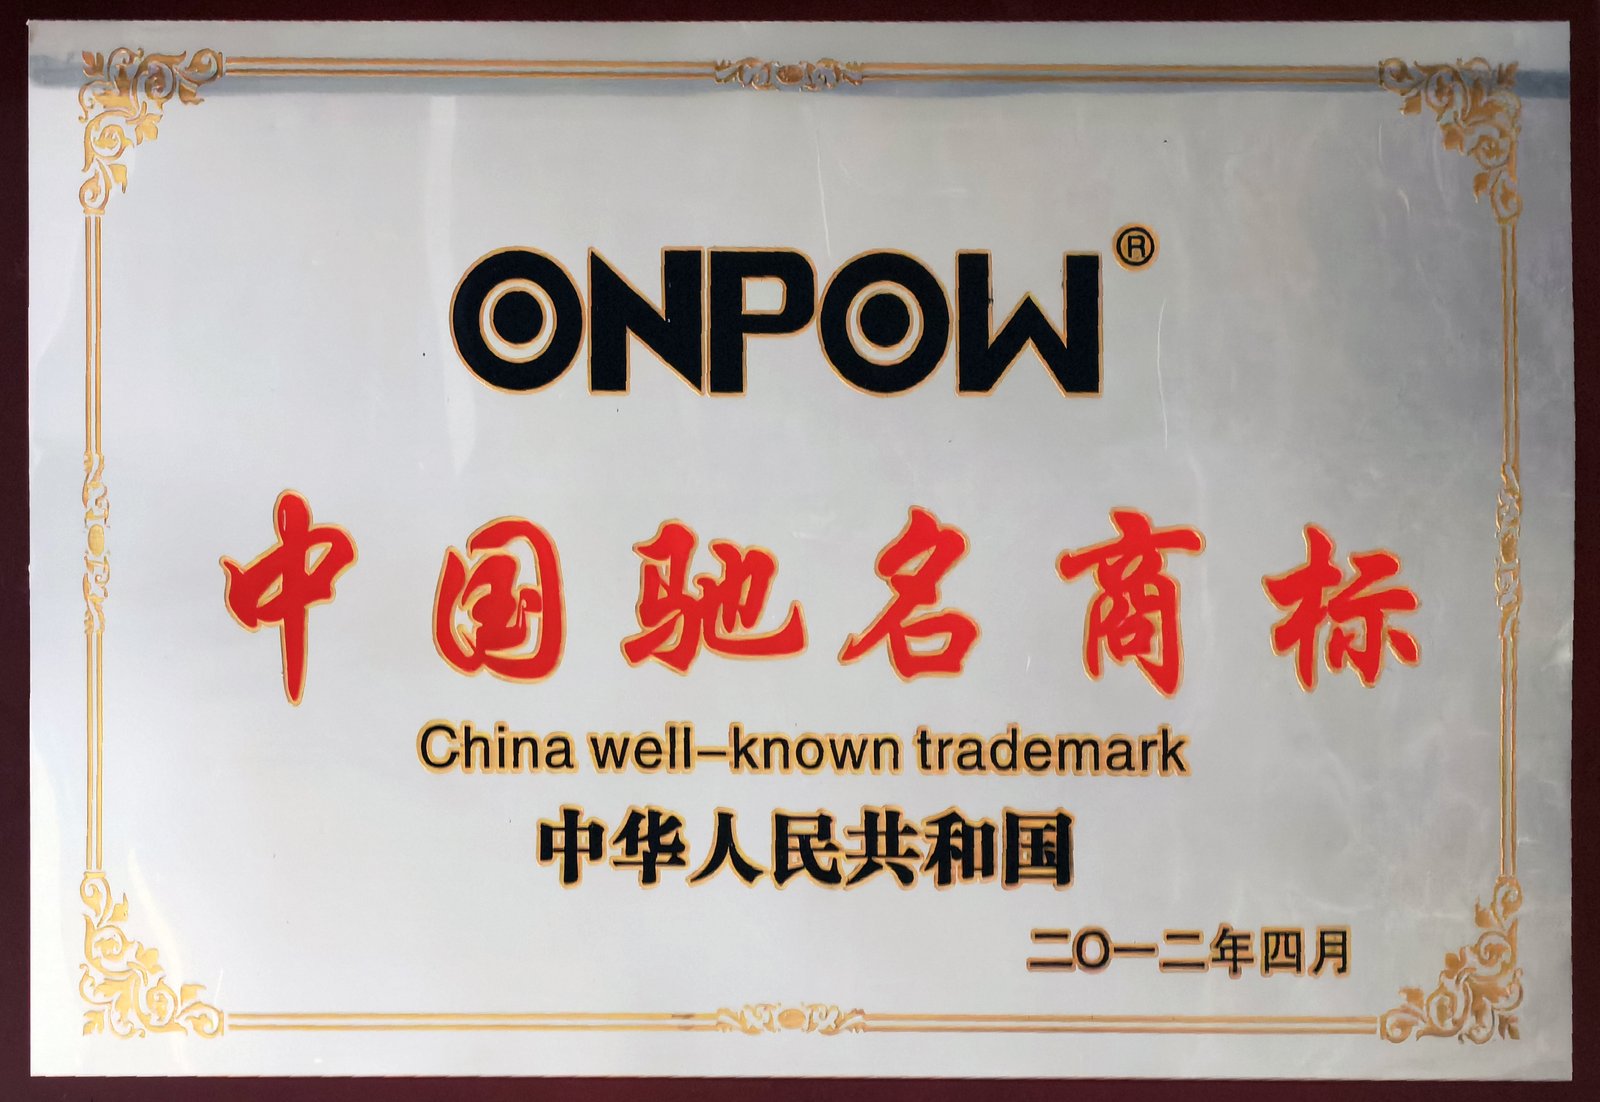 ONPOW®
中国驰名商标
China well-known trademark
中华人民共和国
二〇一二年四月